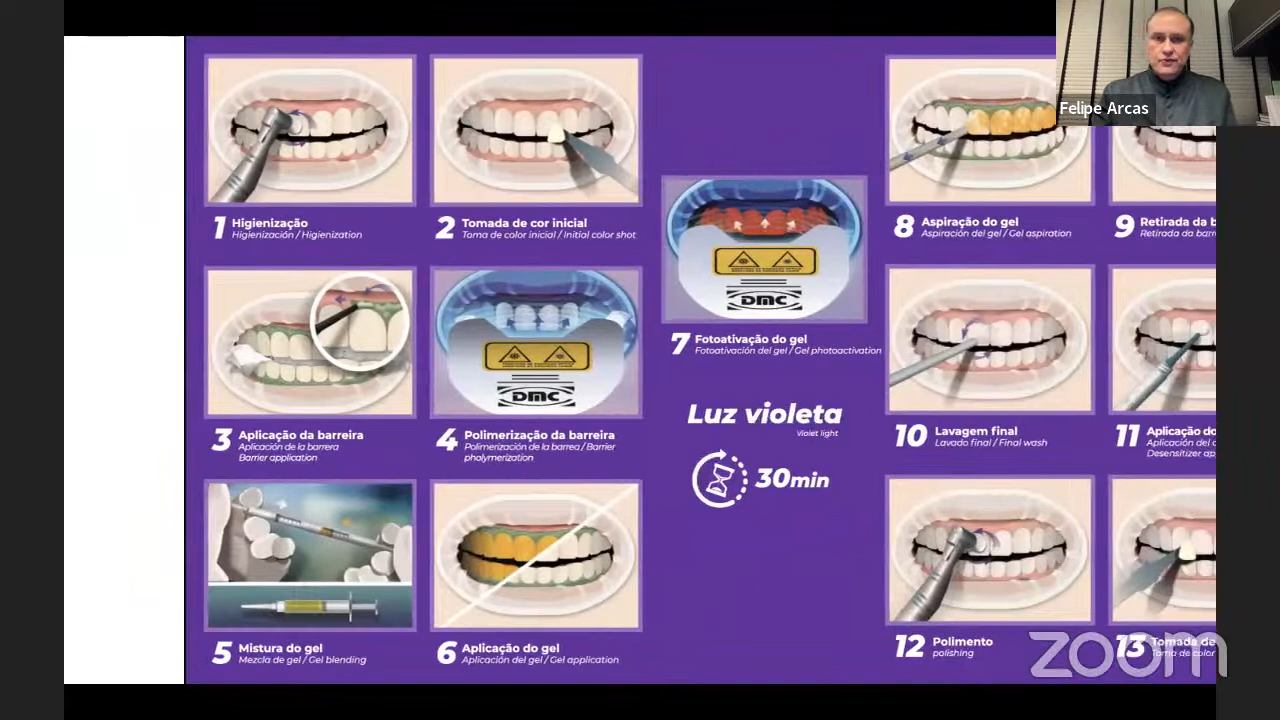 Felipe Arcas
1 Higienização
Higienización / Higienization
2 Tomada de cor inicial
Toma de color inicial / Initial color shot
3 Aplicação da barreira
Aplicación de la barrera
Barrier application
DMC
4 Polimerização da barreira
Polimerización de la barrea / Barrier
pholymerization
5 Mistura do gel
Mezcla de gel / Gel blending
6 Aplicação do gel
Aplicación del gel / Gel application
DMC
7 Fotoativação do gel
Fotoativación del gel / Gel photoactivation
Luz violeta
Violet light
30min
8 Aspiração do gel
Aspiración del gel / Gel aspiration
9 Retirada da b
Retirada da barr
10 Lavagem final
Lavado final / Final wash
11 Aplicação do
Aplicación del
Desensitizer ap
12 Polimento
polishing
13 Tomada de
Toma de color
zoom